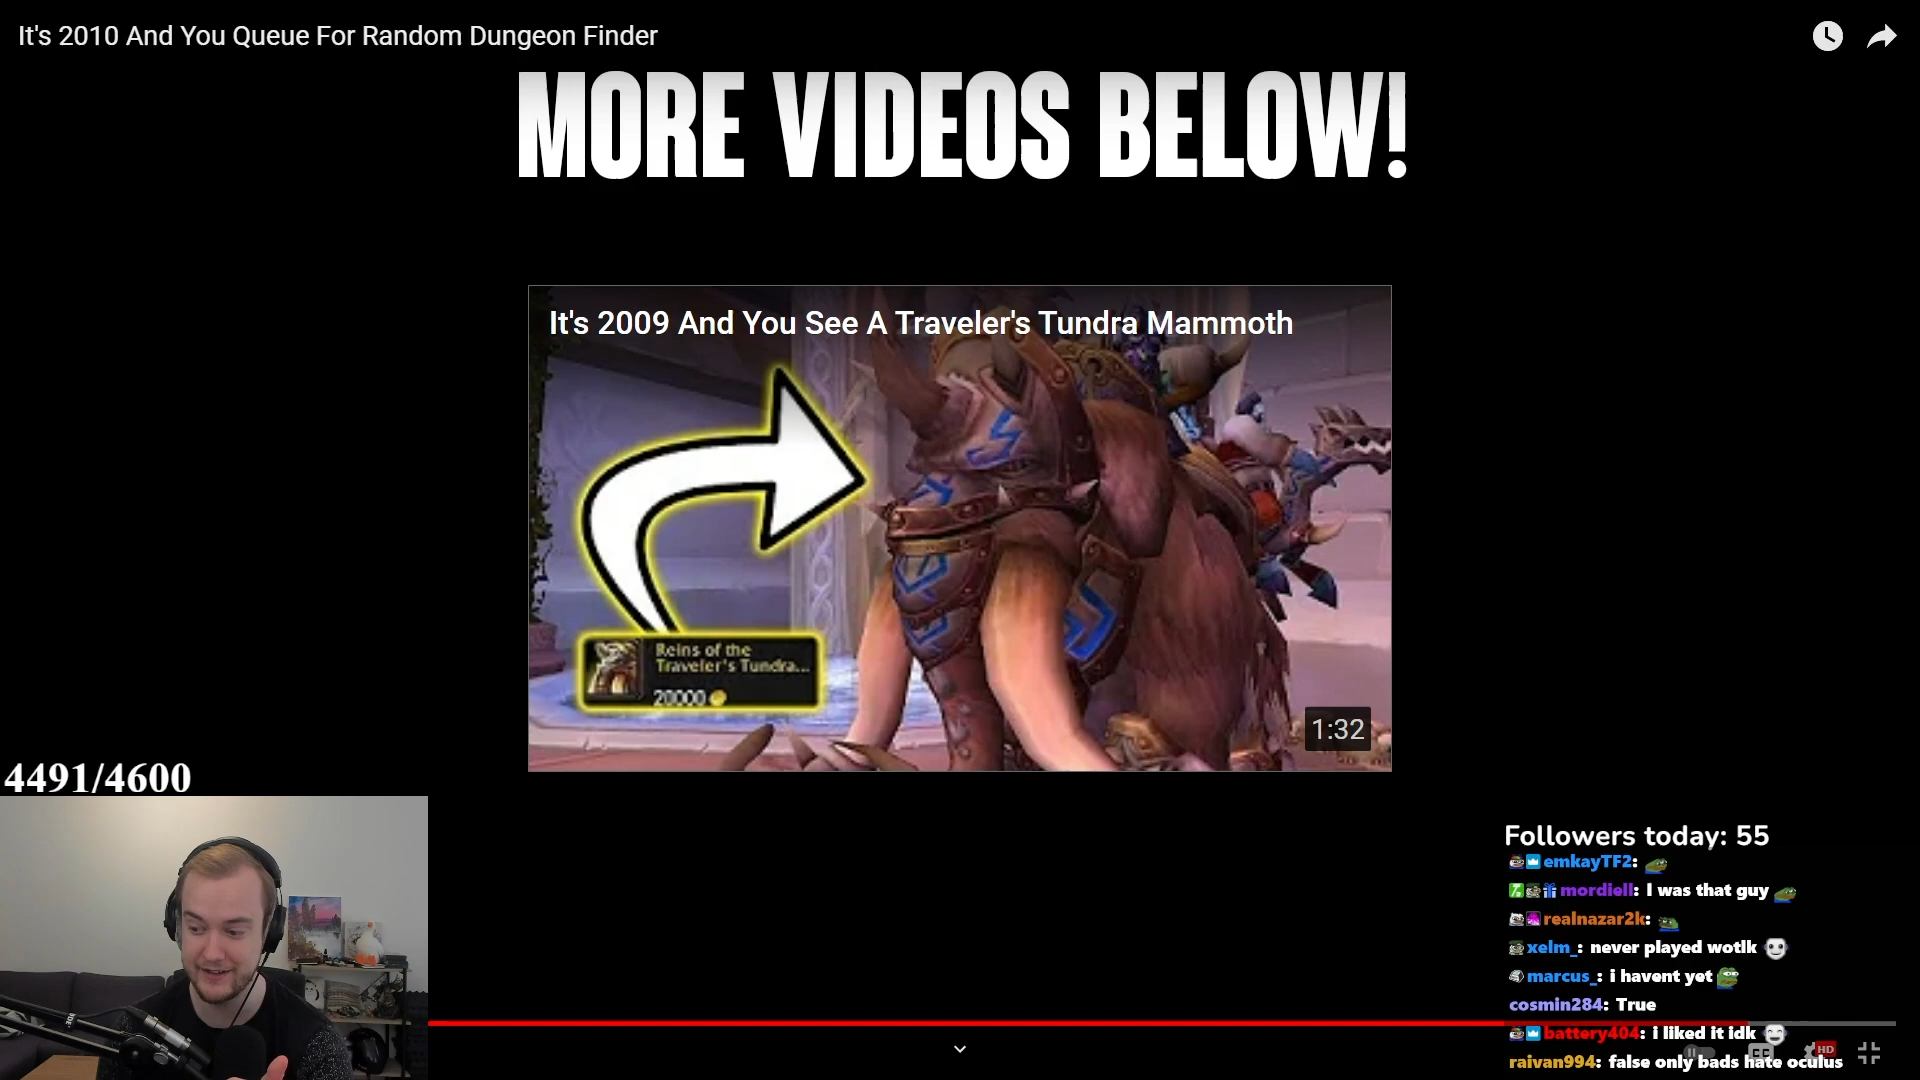 It's 2010 And You Queue For Random Dungeon Finder
MORE VIDEOS BELOW!
It's 2009 And You See A Traveler's Tundra Mammoth
Reins of the
Traveler's Tundra...
20000
1:32
4491/4600
Followers today: 55
emkayTF2:
mordiell: I was that guy
realnazar2k:
xelm_: never played wotlk
marcus_: i havent yet
cosmin284: True
battery404: i liked it idk
HD
raivan994: false only bads hate oculus